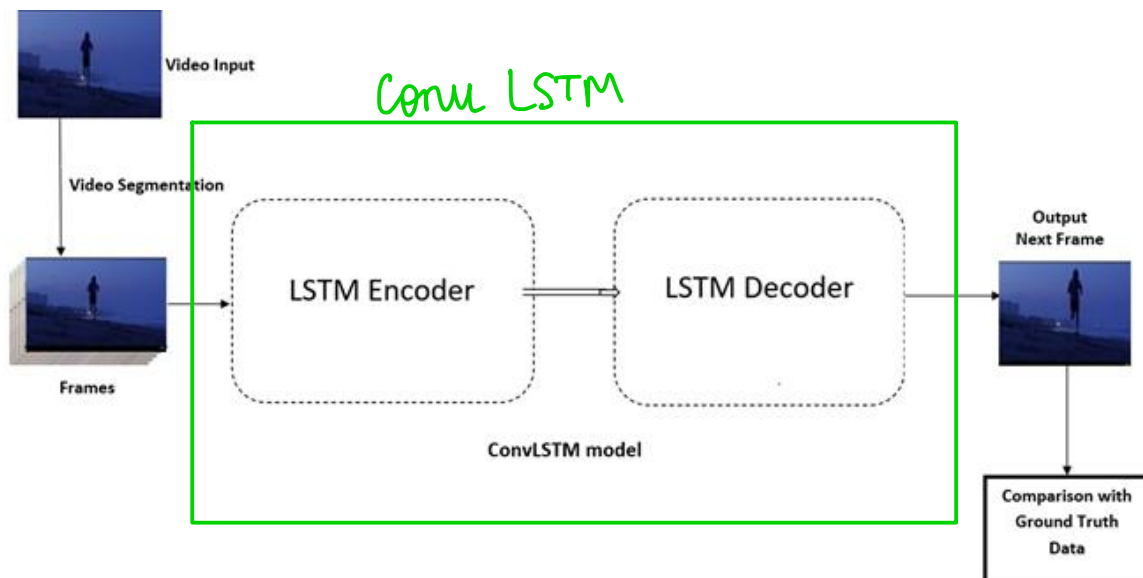 Video Input
Conv LSTM
Video Segmentation
LSTM Encoder
LSTM Decoder
Output
Next Frame
Frames
ConvLSTM model
Comparison with
Ground Truth
Data